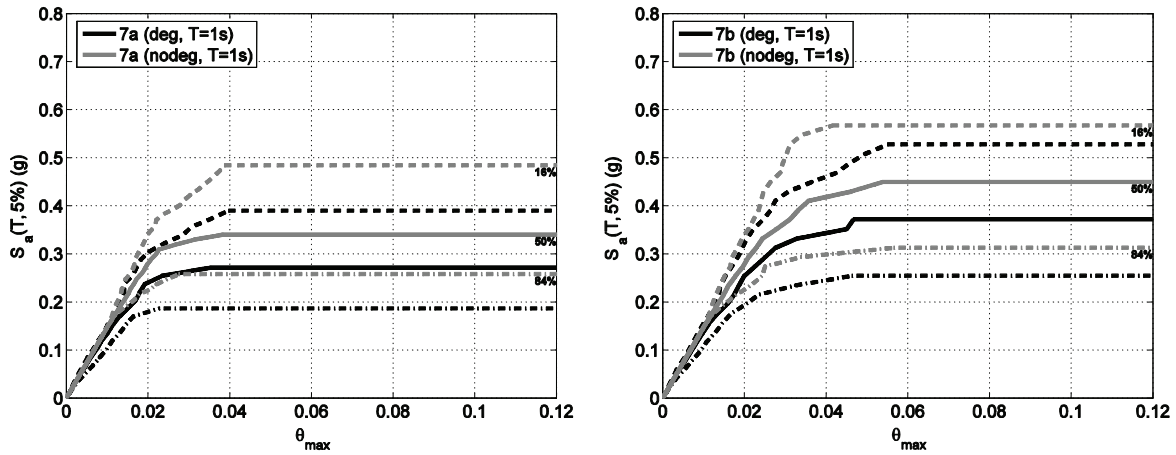 7a (deg, T=1s)
7a (nodeg, T=1s)
0.8
0.7
0.6
0.5
0.4
0.3
0.2
0.1
0
S_a(T, 5%) (g)
16%
50%
84%
0 0.02 0.04 0.06 0.08 0.1 0.12
θ_max
7b (deg, T=1s)
7b (nodeg, T=1s)
0.8
0.7
0.6
0.5
0.4
0.3
0.2
0.1
0
S_a(T, 5%) (g)
16%
50%
84%
0 0.02 0.04 0.06 0.08 0.1 0.12
θ_max